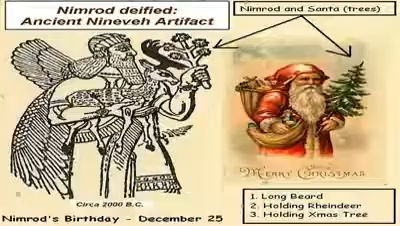 Nimrod deified:
Ancient Nineveh Artifact
Nimrod and Santa (trees)
MERRY CHRISTMAS
Circa 2000 B.C.
Nimrod's Birthday - December 25
1. Long Beard
2. Holding Rheindeer
3. Holding Xmas Tree